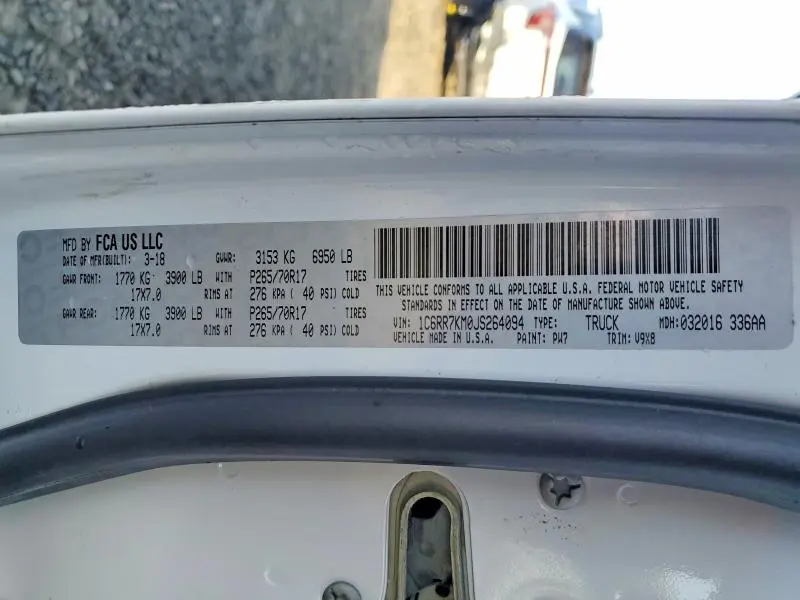 MFD BY FCA US LLC
DATE OF MFR(BUILT): 3-18 GVWR: 3153 KG 6950 LB
GAWR FRONT: 1770 KG 3900 LB WITH P265/70R17 TIRES
17X7.0 RIMS AT 276 KPA ( 40 PSI) COLD
GAWR REAR: 1770 KG 3900 LB WITH P265/70R17 TIRES
17X7.0 RIMS AT 276 KPA ( 40 PSI) COLD
THIS VEHICLE CONFORMS TO ALL APPLICABLE U.S.A. FEDERAL MOTOR VEHICLE SAFETY
STANDARDS IN EFFECT ON THE DATE OF MANUFACTURE SHOWN ABOVE.
VIN: 1C6RR7KM0JS264094 TYPE: TRUCK MDH:032016 336AA
VEHICLE MADE IN U.S.A. PAINT: PW7 TRIM: V9X8